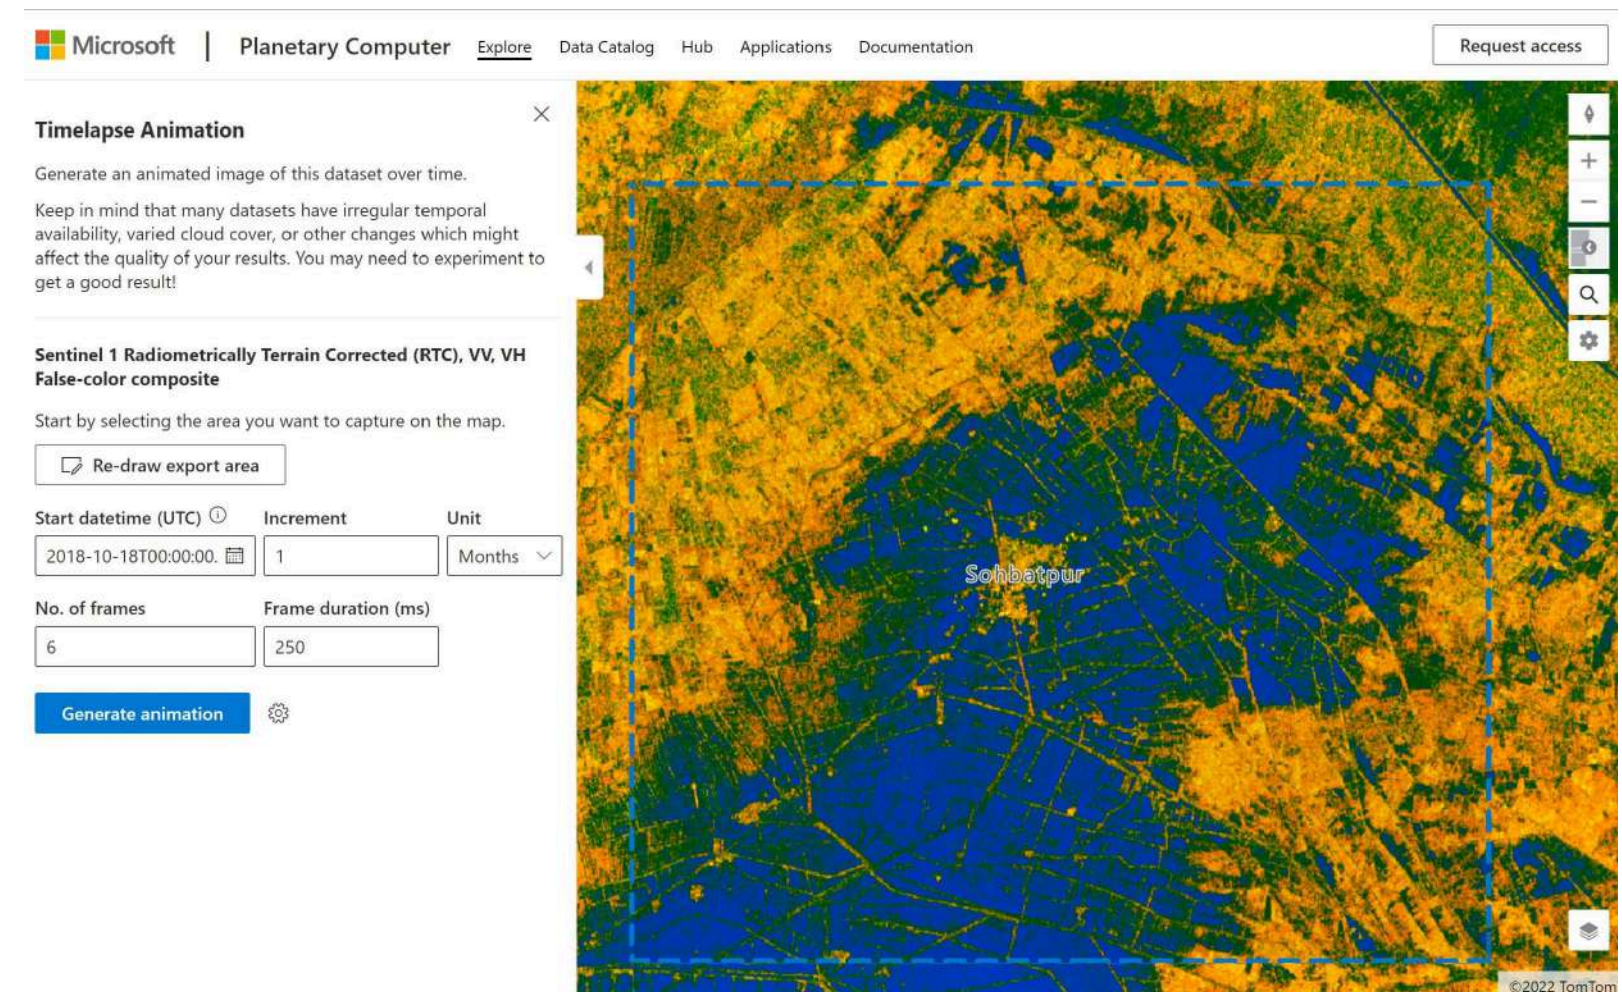 Microsoft | Planetary Computer Explore Data Catalog Hub Applications Documentation Request access
Timelapse Animation
Generate an animated image of this dataset over time.
Keep in mind that many datasets have irregular temporal
availability, varied cloud cover, or other changes which might
affect the quality of your results. You may need to experiment to
get a good result!
Sentinel 1 Radiometrically Terrain Corrected (RTC), VV, VH
False-color composite
Start by selecting the area you want to capture on the map.
Re-draw export area
Start datetime (UTC) Increment Unit
2018-10-18T00:00:00. 1 Months
No. of frames Frame duration (ms)
6 250
Generate animation
Sohbatpur
©2022 TomTom